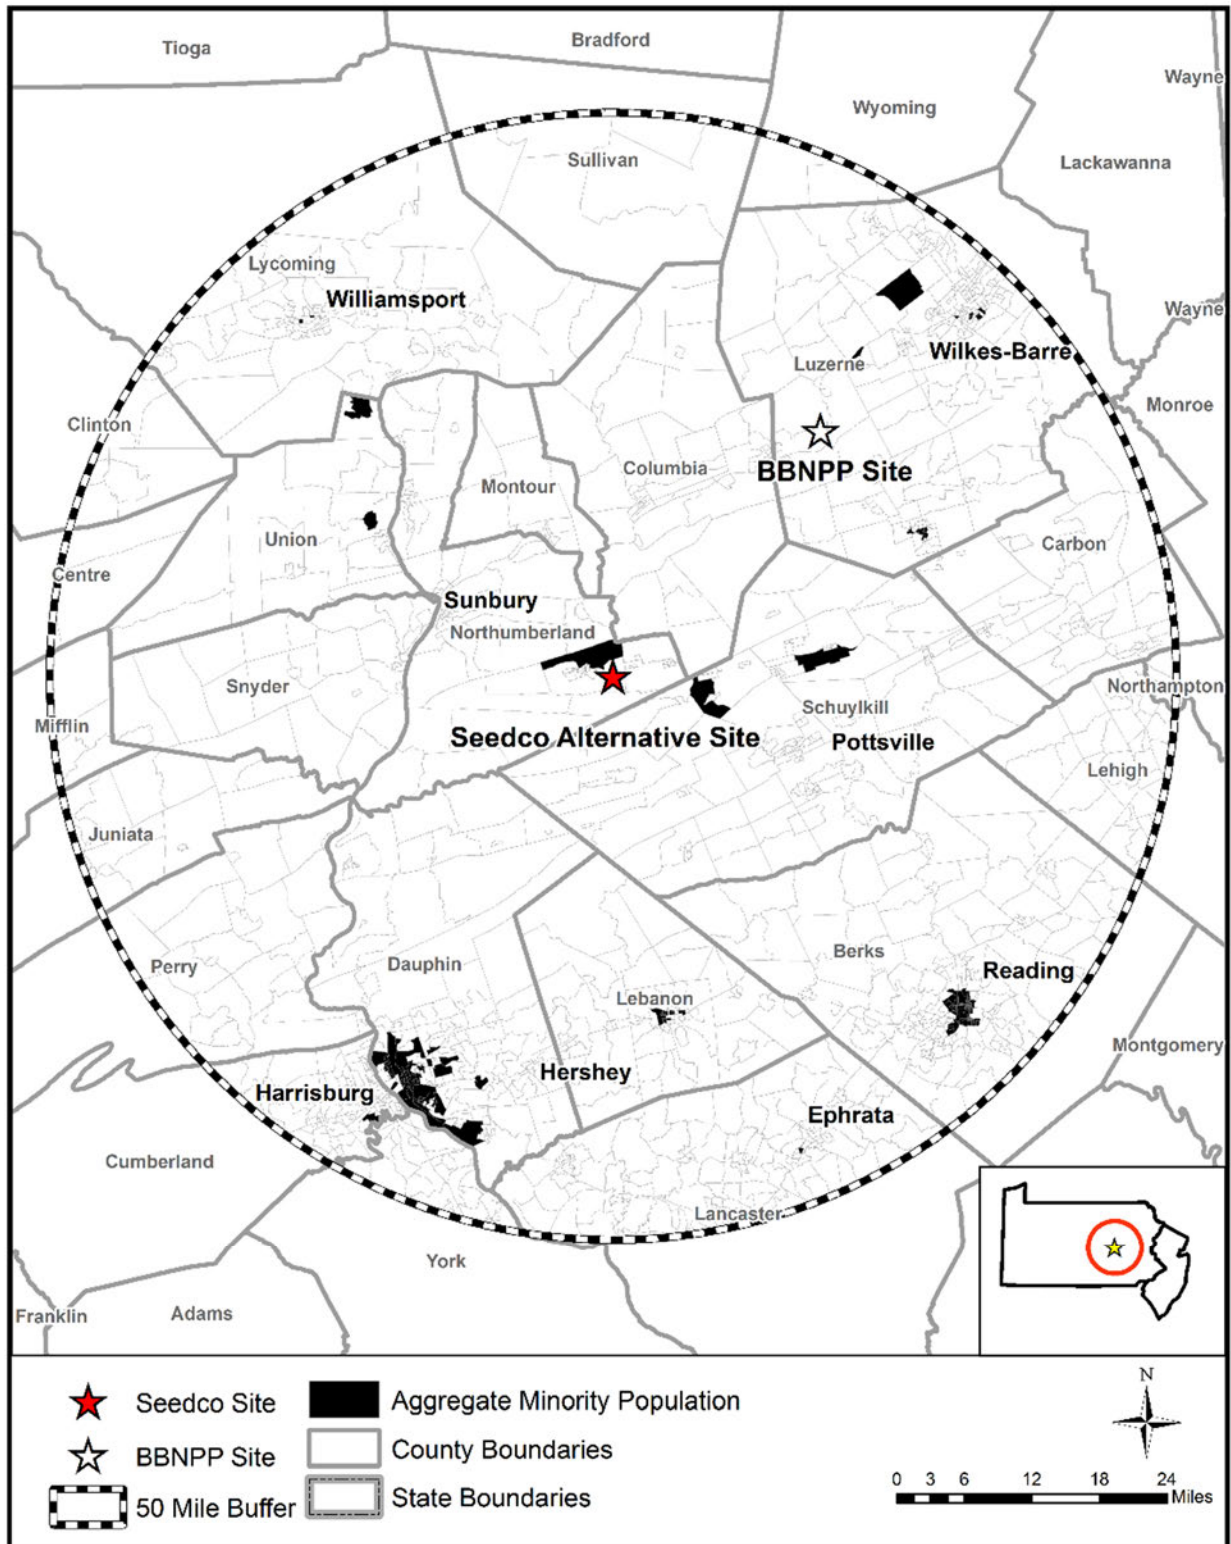 Tioga
Bradford
Wayne
Wyoming
Sullivan
Lackawanna
Lycoming
Williamsport
Wayne
Wilkes-Barre
Luzerne
Monroe
Clinton
BBNPP Site
Columbia
Montour
Union
Carbon
Centre
Sunbury
Northumberland
Snyder
Northampton
Schuylkill
Mifflin
Seedco Alternative Site
Pottsville
Lehigh
Juniata
Berks
Perry
Dauphin
Reading
Lebanon
Montgomery
Hershey
Harrisburg
Ephrata
Cumberland
Lancaster
York
Franklin
Adams
Seedco Site
Aggregate Minority Population
N
BBNPP Site
County Boundaries
0 3 6 12 18 24
Miles
50 Mile Buffer
State Boundaries